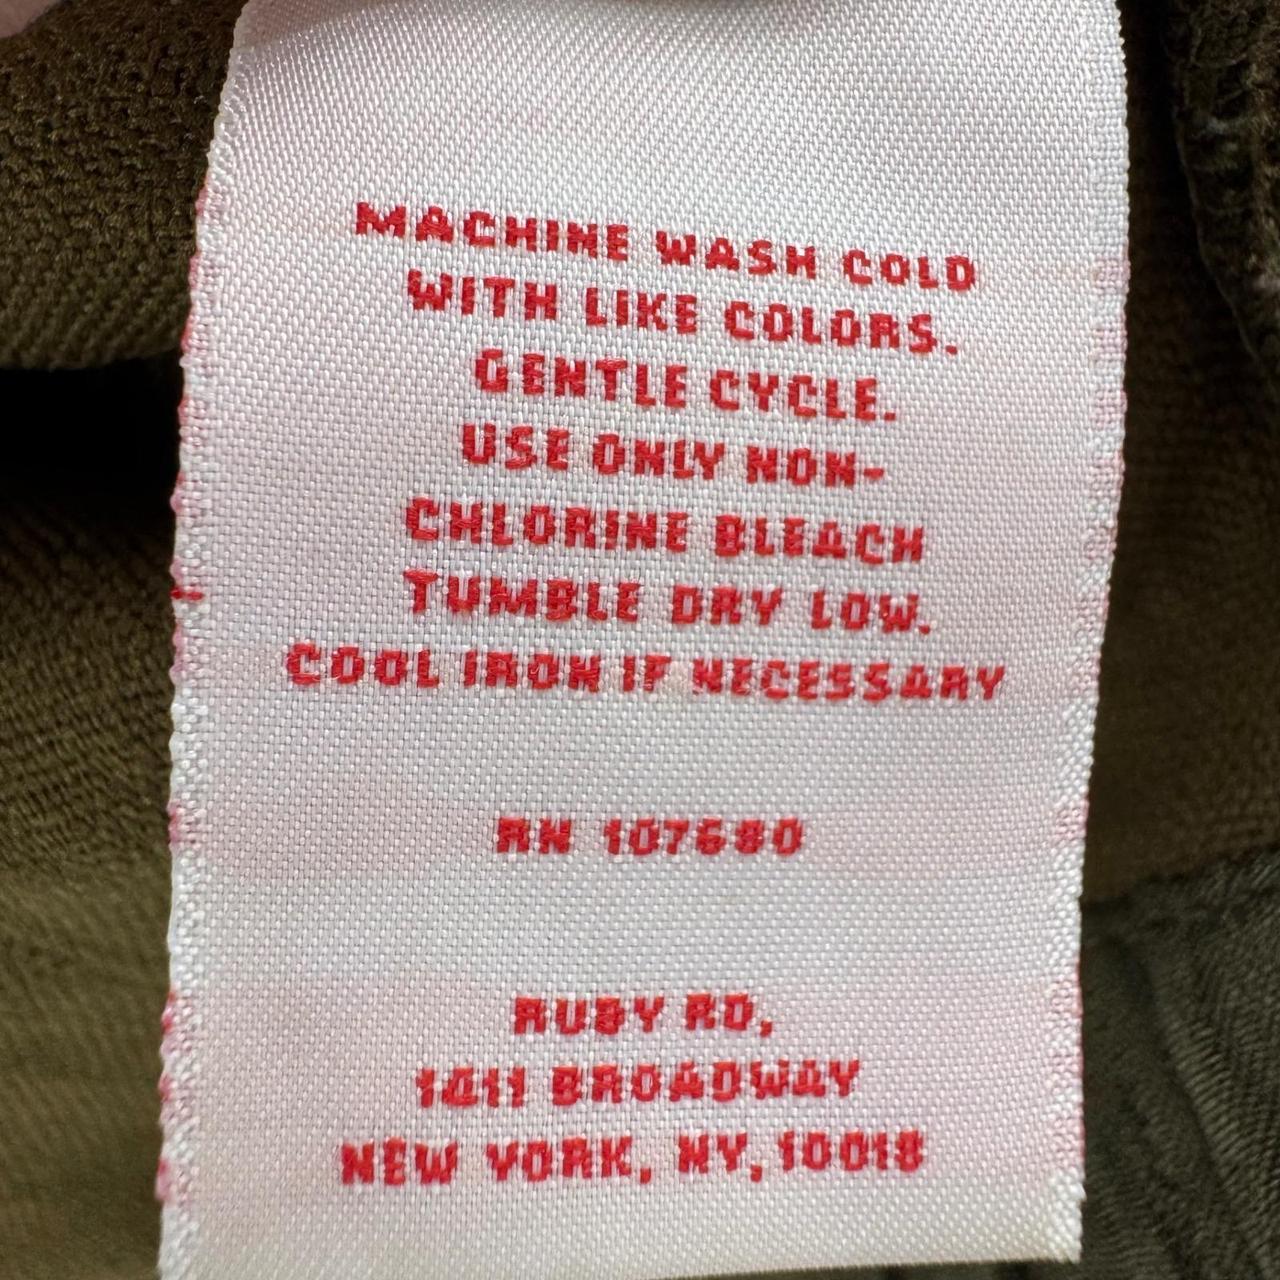 MACHINE WASH COLD
WITH LIKE COLORS.
GENTLE CYCLE.
USE ONLY NON-
CHLORINE BLEACH
TUMBLE DRY LOW.
COOL IRON IF NECESSARY
RN 107680
RUBY RD,
1411 BROADWAY
NEW YORK, NY, 10018